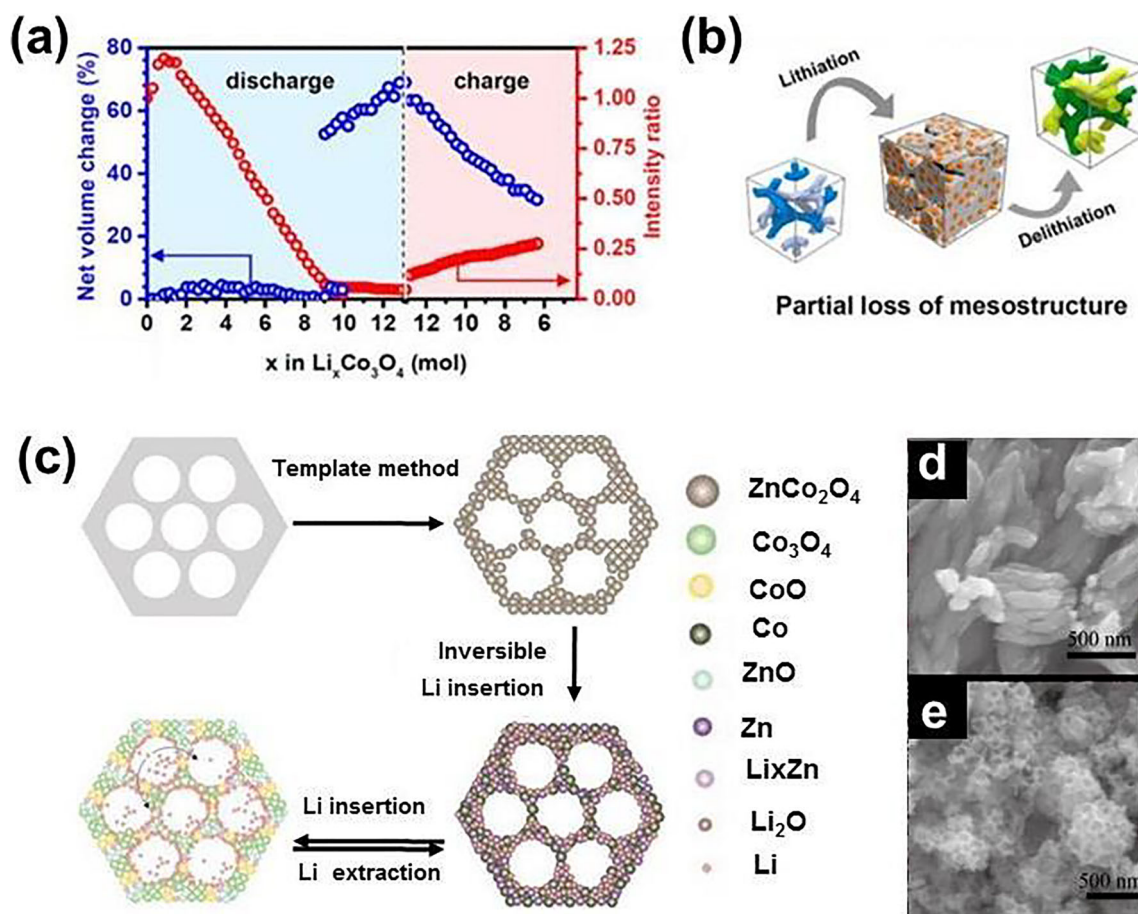 (a)
80
60
40
20
0
Net volume change (%)
discharge
charge
1.25
1.00
0.75
0.50
0.25
0.00
Intensity ratio
0 2 4 6 8 10 12 12 10 8 6
x in LiₓCo₃O₄ (mol)
(b)
Lithiation
Delithiation
Partial loss of mesostructure
(c)
Template method
Inversible
Li insertion
Li insertion
Li extraction
ZnCo₂O₄
Co₃O₄
CoO
Co
ZnO
Zn
LixZn
Li₂O
Li
d
500 nm
e
500 nm